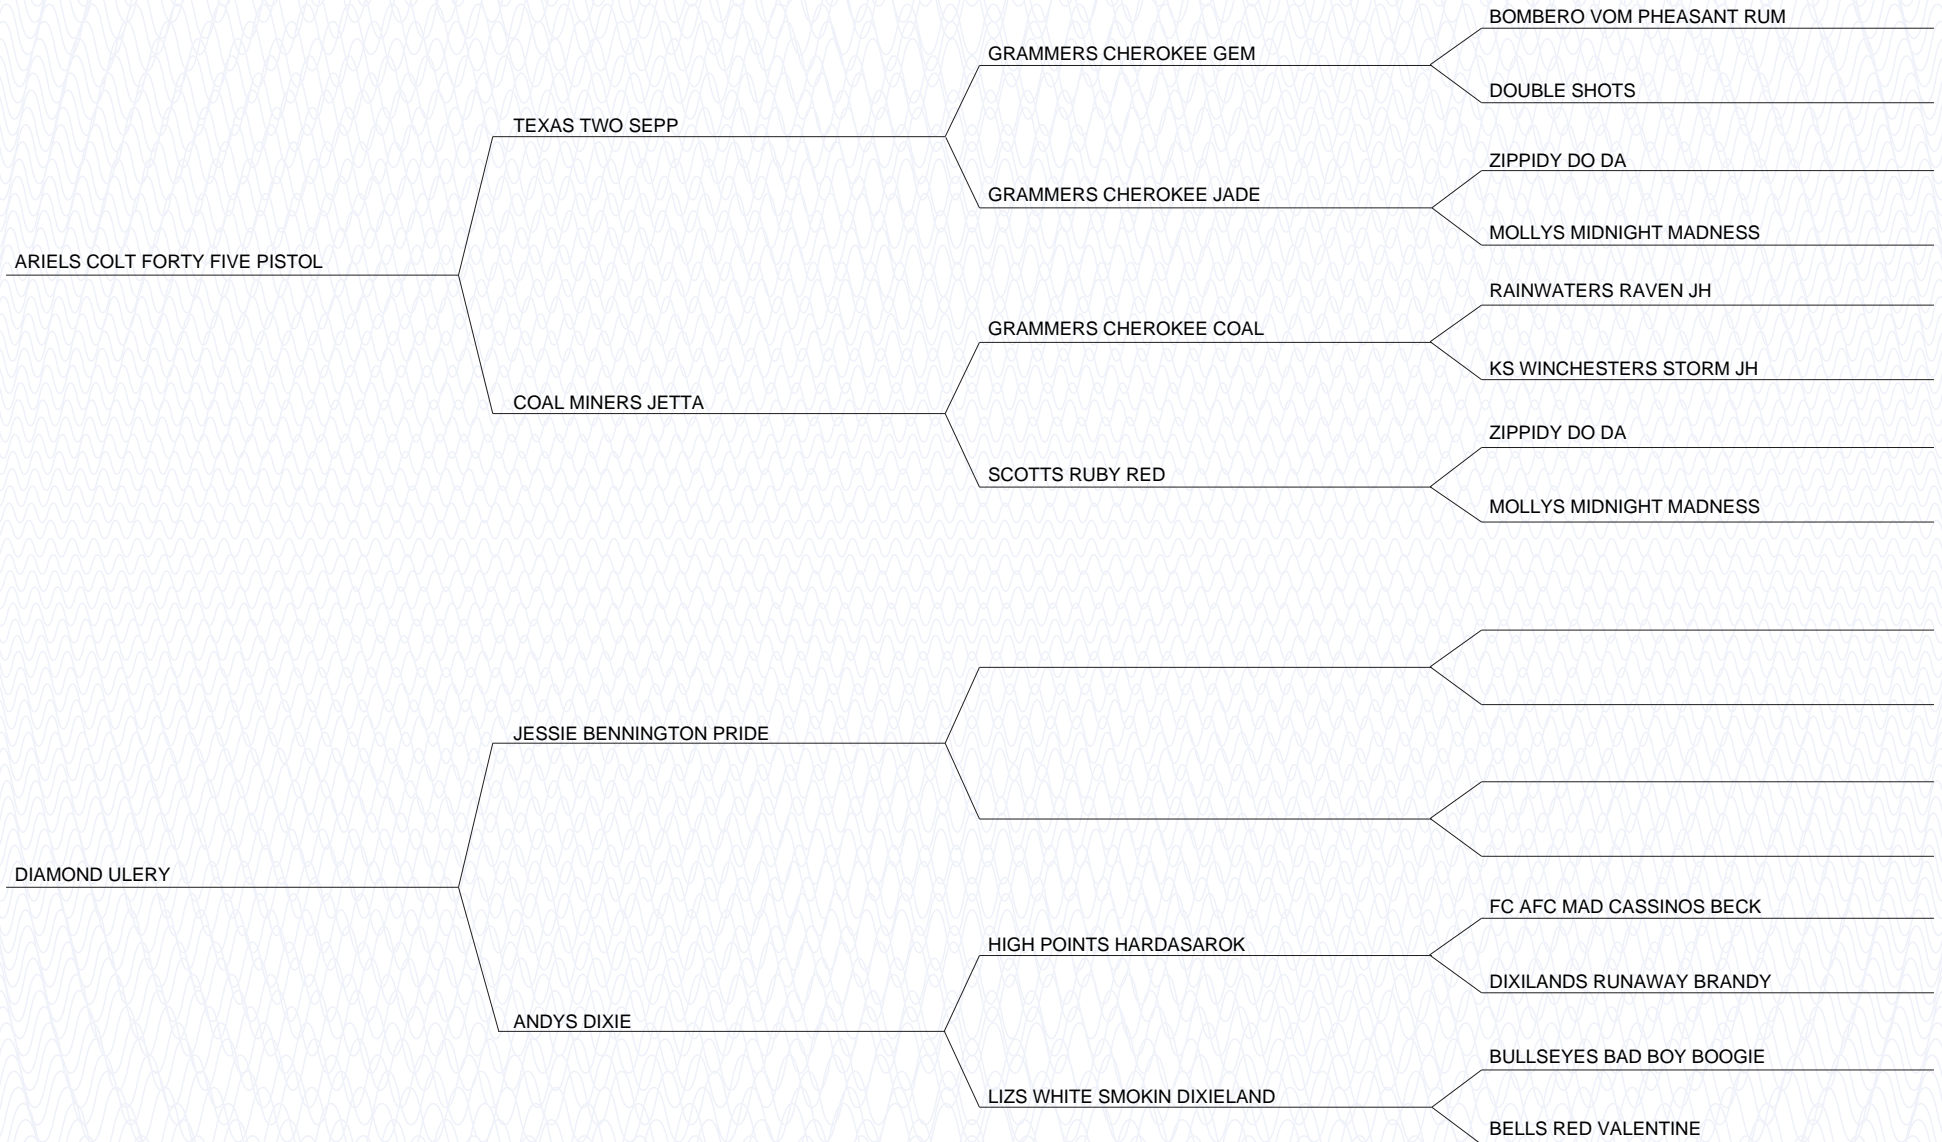 BOMBERO VOM PHEASANT RUM
GRAMMERS CHEROKEE GEM
DOUBLE SHOTS
TEXAS TWO SEPP
ZIPPIDY DO DA
GRAMMERS CHEROKEE JADE
MOLLYS MIDNIGHT MADNESS
ARIELS COLT FORTY FIVE PISTOL
RAINWATERS RAVEN JH
GRAMMERS CHEROKEE COAL
KS WINCHESTERS STORM JH
COAL MINERS JETTA
ZIPPIDY DO DA
SCOTTS RUBY RED
MOLLYS MIDNIGHT MADNESS
JESSIE BENNINGTON PRIDE
DIAMOND ULERY
FC AFC MAD CASSINOS BECK
HIGH POINTS HARDASAROK
DIXILANDS RUNAWAY BRANDY
ANDYS DIXIE
BULLSEYES BAD BOY BOOGIE
LIZS WHITE SMOKIN DIXIELAND
BELLS RED VALENTINE